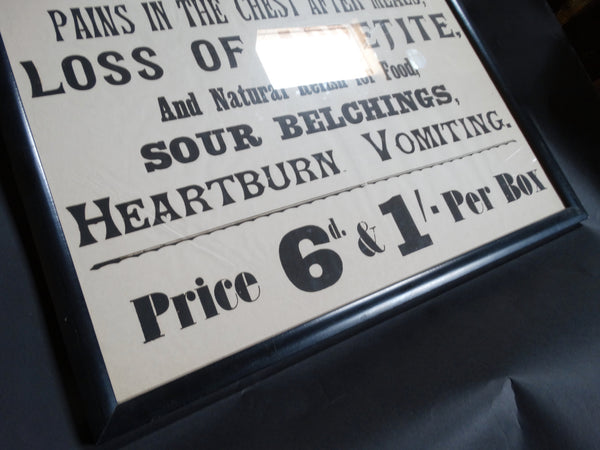 PAINS IN THE CHEST AFTER MEALS,
LOSS OF APPETITE,
And Natural Relish for Food,
SOUR BELCHINGS,
HEARTBURN. VOMITING.
Price 6d. & 1/- Per Box